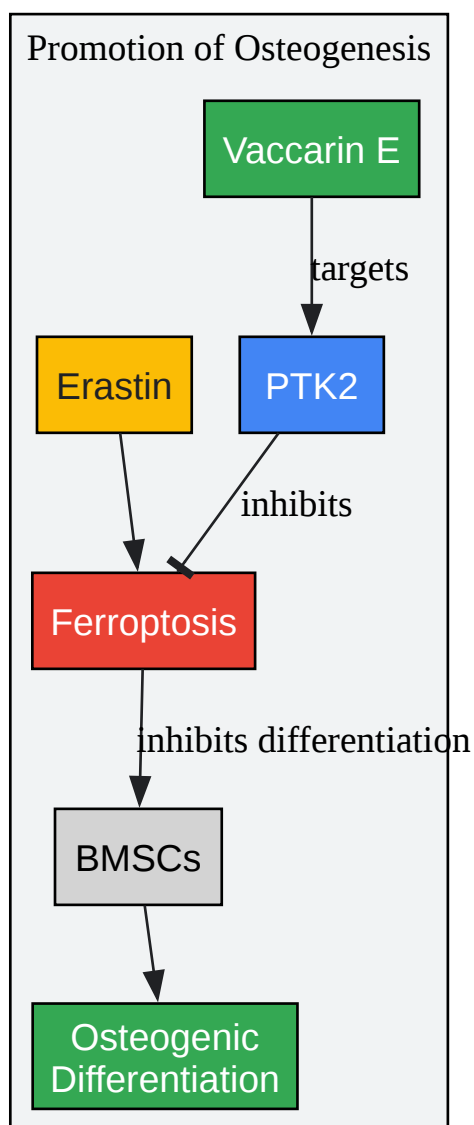 Promotion of Osteogenesis
Vaccarin E
targets
Erastin
PTK2
inhibits
Ferroptosis
inhibits differentiation
BMSCs
Osteogenic
Differentiation